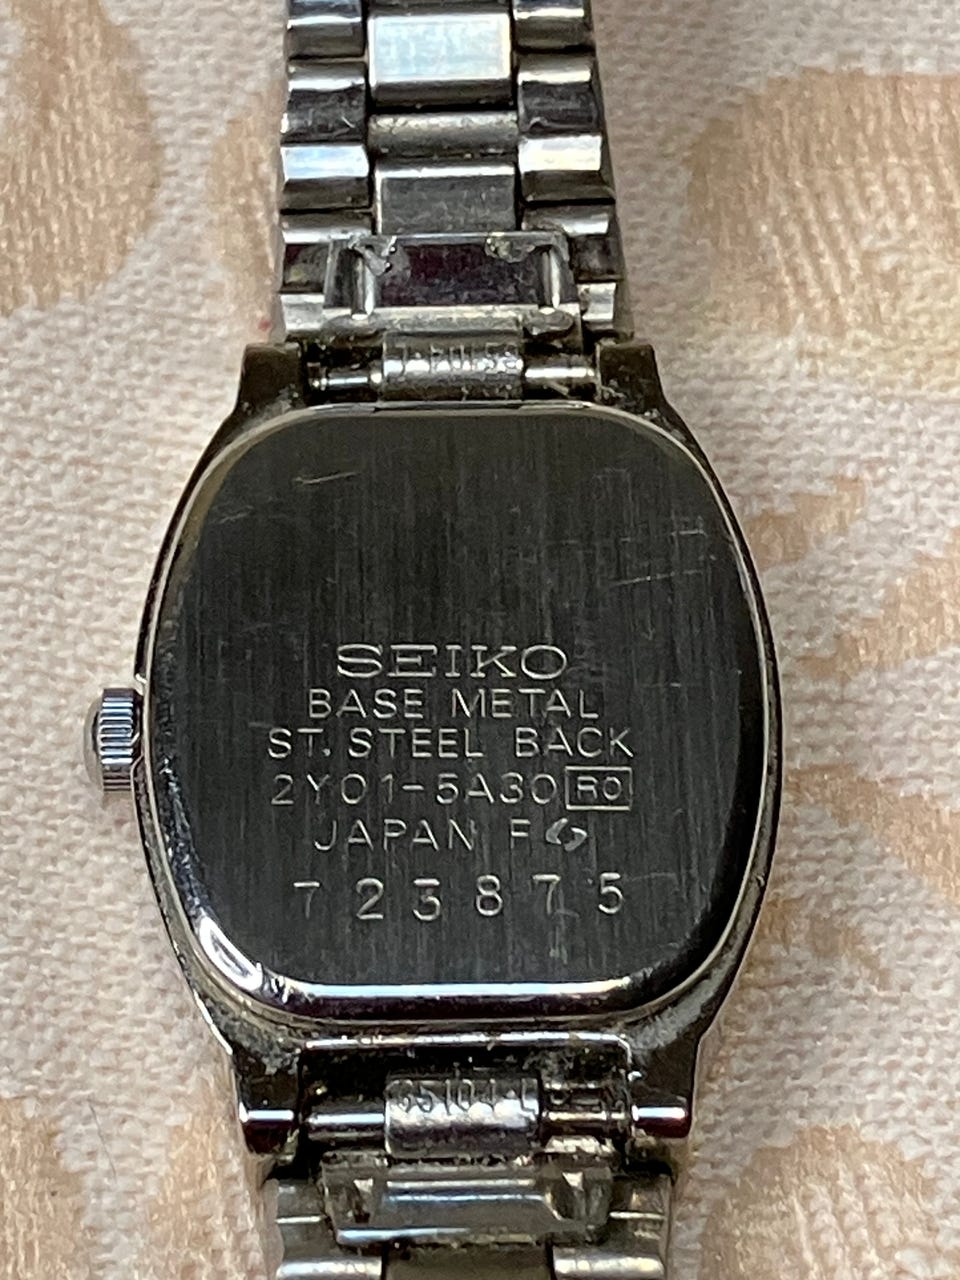 SEIKO
BASE METAL
ST. STEEL BACK
2Y01-5A30 R0
JAPAN F
723875